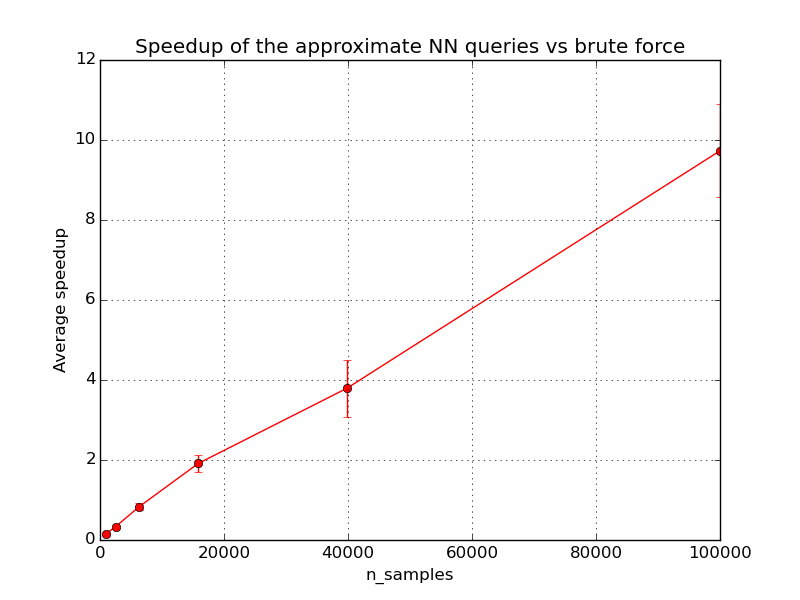 Speedup of the approximate NN queries vs brute force
12
10
8
6
4
2
0
Average speedup
0 20000 40000 60000 80000 100000
n_samples